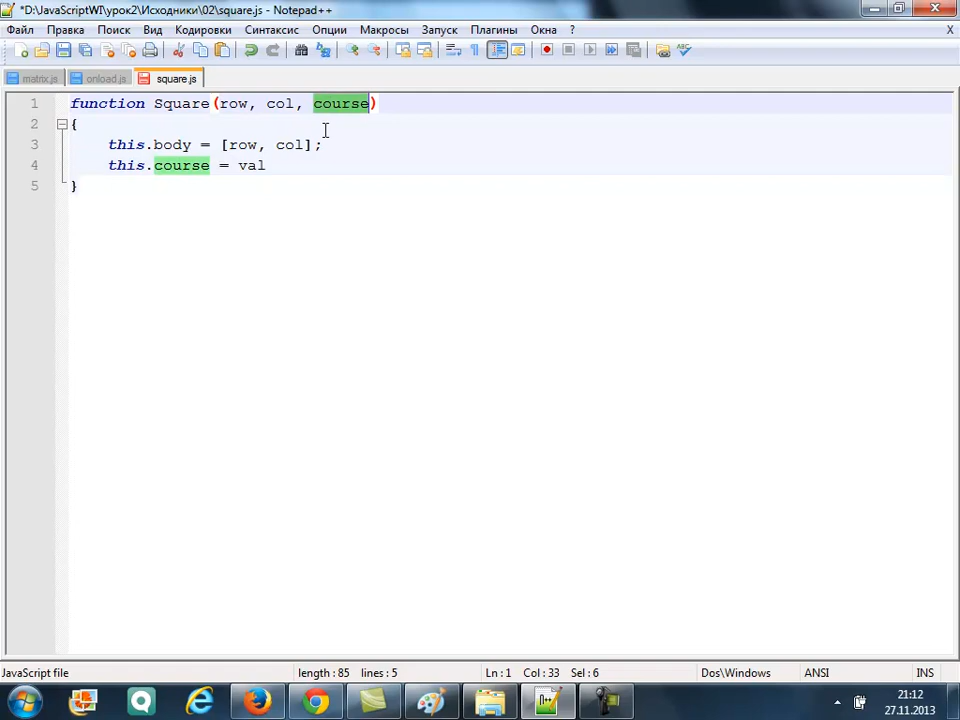 *D:\JavaScriptWI\урок2\Исходники\02\square.js - Notepad++
Файл Правка Поиск Вид Кодировки Синтаксис Опции Макросы Запуск Плагины Окна ? X
matrix.js onload.js square.js
1 function Square(row, col, course)
2 {
3 this.body = [row, col];
4 this.course = val
5 }
JavaScript file length : 85 lines : 5 Ln : 1 Col : 33 Sel : 6 Dos\Windows ANSI INS
21:12
27.11.2013